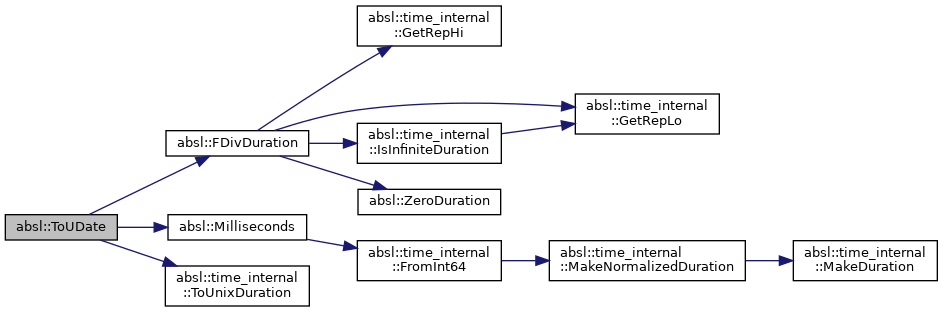 absl::time_internal
::GetRepHi
absl::time_internal
::GetRepLo
absl::FDivDuration
absl::time_internal
::IsInfiniteDuration
absl::ZeroDuration
absl::ToUDate
absl::Milliseconds
absl::time_internal
::FromInt64
absl::time_internal
::MakeNormalizedDuration
absl::time_internal
::MakeDuration
absl::time_internal
::ToUnixDuration